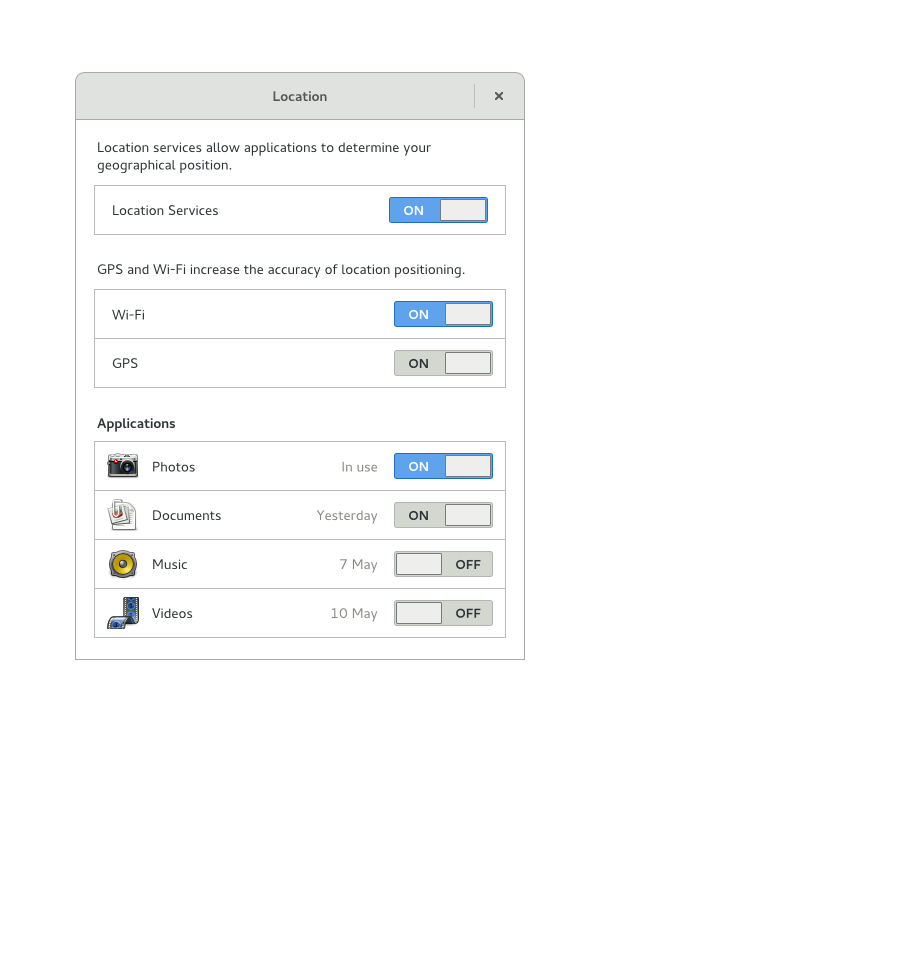 Location
Location services allow applications to determine your
geographical position.
Location Services ON
GPS and Wi-Fi increase the accuracy of location positioning.
Wi-Fi ON
GPS ON
Applications
Photos In use ON
Documents Yesterday ON
Music 7 May OFF
Videos 10 May OFF